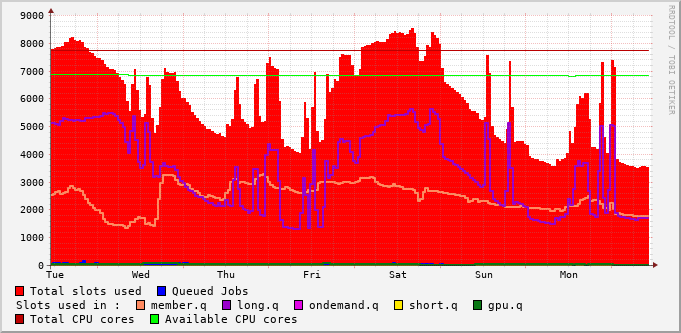 9000
8000
7000
6000
5000
4000
3000
2000
1000
0
Tue Wed Thu Fri Sat Sun Mon
RRDTOOL / TOBI OETIKER
Total slots used Queued Jobs
Slots used in : member.q long.q ondemand.q short.q gpu.q
Total CPU cores Available CPU cores